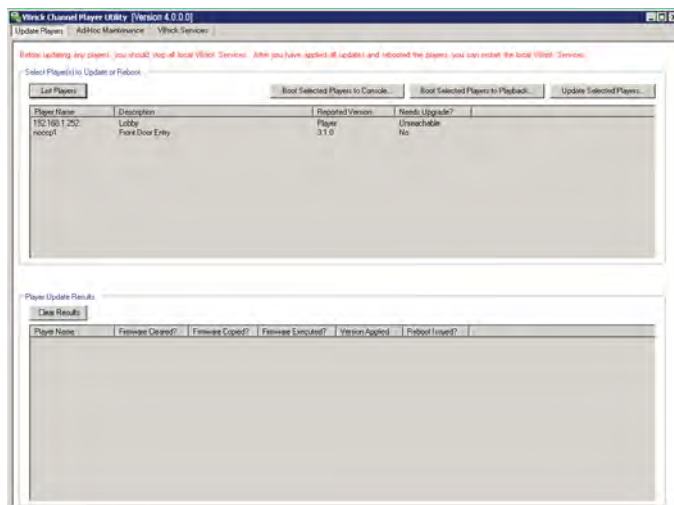 VBrick Channel Player Utility [Version 4.0.0.0]
Update Players AdHoc Maintenance VBrick Services
Before updating any players, you should stop all local VBrick Services. After you have applied all updates and rebooted the players, you can restart the local VBrick Services.
Select Player(s) to Update or Reboot
List Players Boot Selected Players to Console... Boot Selected Players to Playback... Update Selected Players...
Player Name Description Reported Version Needs Upgrade?
192.168.1.252 Lobby Player Unreachable
noccp1 Front Door Entry 3.1.0 No
Player Update Results
Clear Results
Player Name Firmware Cleared? Firmware Copied? Firmware Executed? Version Applied Reboot Issued?